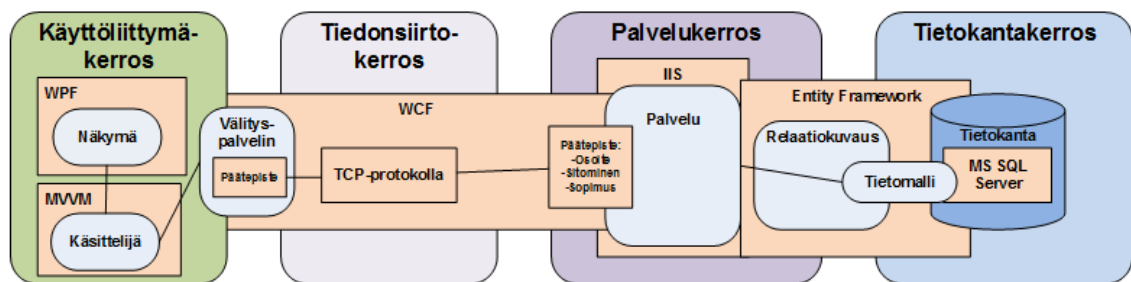 Käyttöliittymä-
kerros
Tiedonsiirto-
kerros
Palvelukerros
Tietokantakerros
WPF
Näkymä
MVVM
Käsittelijä
Välitys-
palvelin
Päätepiste
WCF
TCP-protokolla
Päätepiste:
-Osoite
-Sitominen
-Sopimus
IIS
Palvelu
Entity Framework
Relaatiokuvaus
Tietomalli
Tietokanta
MS SQL
Server